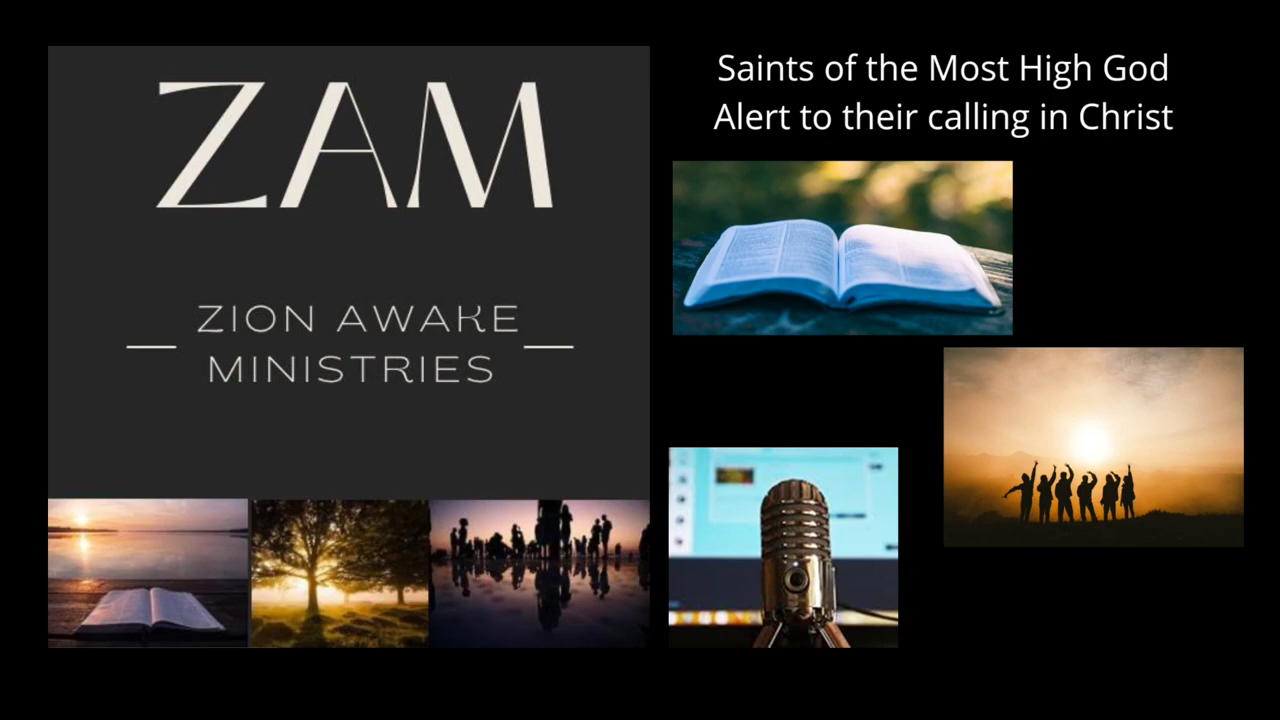 ZAM
ZION AWAKE
MINISTRIES
Saints of the Most High God
Alert to their calling in Christ